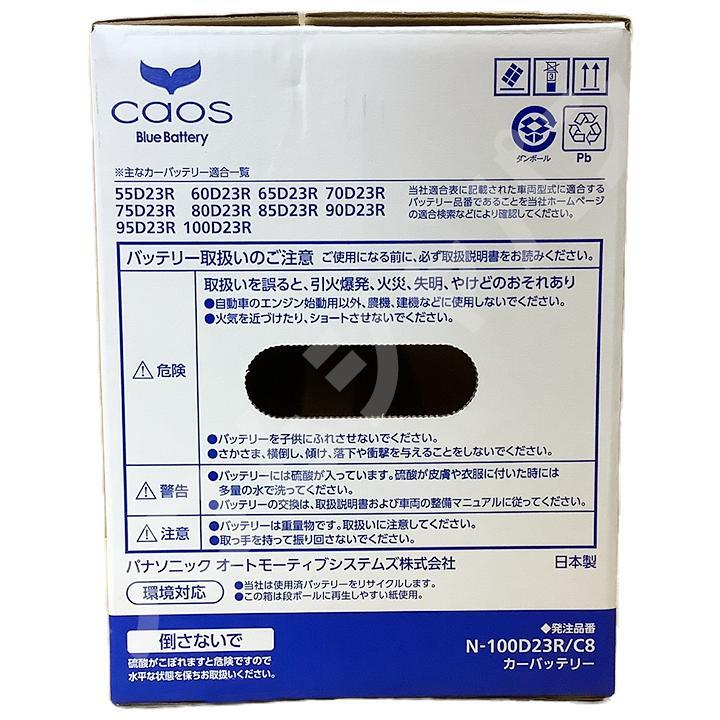 caos
Blue Battery
3
ダンボール
Pb
※主なカーバッテリー適合一覧
55D23R 60D23R 65D23R 70D23R
75D23R 80D23R 85D23R 90D23R
95D23R 100D23R
当社適合表に記載された車両型式に適合する
バッテリー品番であることを当社ホームページ
の適合検索などにより確認してください。
バッテリー取扱いのご注意 ご使用になる前に、必ず取扱説明書をお読みください。
危険
取扱いを誤ると、引火爆発、火災、失明、やけどのおそれあり
●自動車のエンジン始動用以外、農機、建機などに使用しないでください。
●火気を近づけたり、ショートさせないでください。
●バッテリーを子供にふれさせないでください。
●さかさま、横倒し、傾け、落下や衝撃を与えることをしないでください。
警告
●バッテリーには硫酸が入っています。硫酸が皮膚や衣服に付いた時には
多量の水で洗ってください。
●バッテリーの交換は、取扱説明書および車両の整備マニュアルに従ってください。
注意
●バッテリーは重量物です。取扱いに注意してください。
●取っ手を持って振り回さないでください。
パナソニック オートモーティブシステムズ株式会社
日本製
環境対応
●当社は使用済バッテリーをリサイクルします。
●この箱は段ボールに再生しやすい紙使用。
倒さないで
硫酸がこぼれますと危険ですので
水平な状態を保ちお取扱いください。
◆発注品番
N-100D23R/C8
カーバッテリー